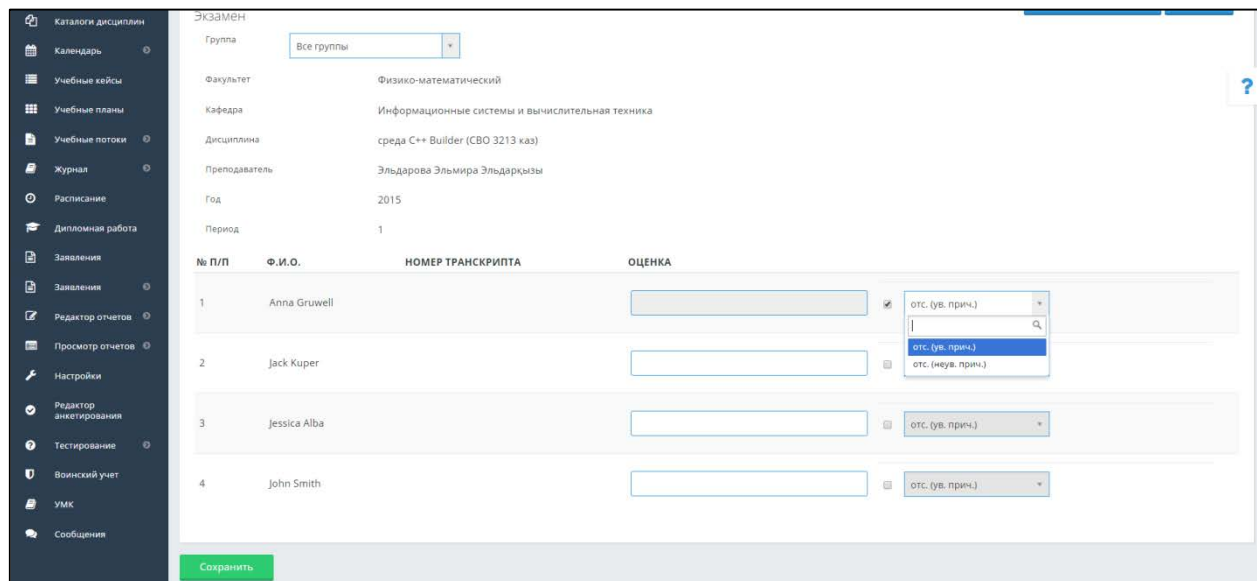 Каталоги дисциплин
Календарь
Учебные кейсы
Учебные планы
Учебные потоки
Журнал
Расписание
Дипломная работа
Заявления
Заявления
Редактор отчетов
Просмотр отчетов
Настройки
Редактор
анкетирования
Тестирование
Воинский учет
УМК
Сообщения
Экзамен
Группа Все группы
Факультет Физико-математический
Кафедра Информационные системы и вычислительная техника
Дисциплина среда C++ Builder (CBO 3213 каз)
Преподаватель Эльдарова Эльмира Эльдарқызы
Год 2015
Период 1
№ П/П Ф.И.О. НОМЕР ТРАНСКРИПТА ОЦЕНКА
1 Anna Gruwell отс. (ув. прич.)
отс. (ув. прич.)
отс. (неув. прич.)
2 Jack Kuper
3 Jessica Alba отс. (ув. прич.)
4 John Smith отс. (ув. прич.)
Сохранить
?